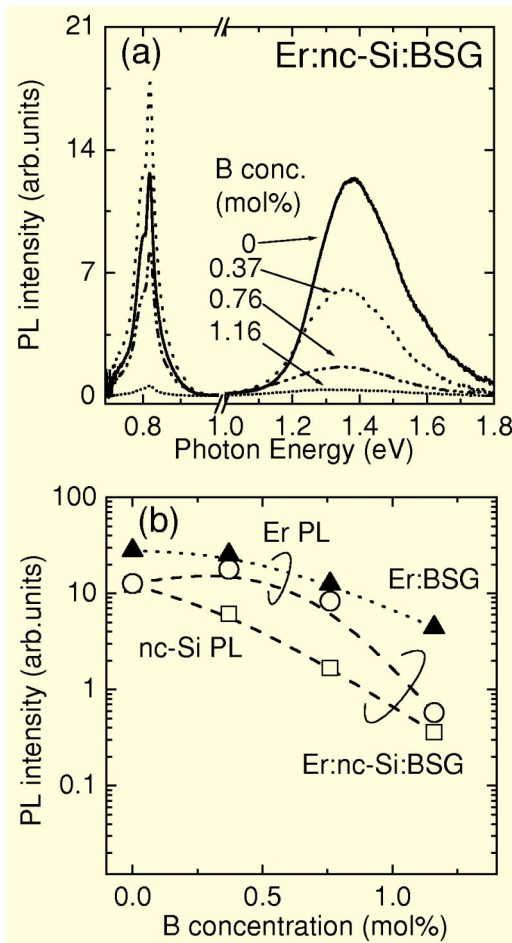 (a) Er:nc-Si:BSG
PL intensity (arb.units)
21
14
7
0
B conc.
(mol%)
0
0.37
0.76
1.16
0.8 1.0 1.2 1.4 1.6 1.8
Photon Energy (eV)
(b)
PL intensity (arb.units)
100
10
1
0.1
Er PL
Er:BSG
nc-Si PL
Er:nc-Si:BSG
0.0 0.5 1.0
B concentration (mol%)